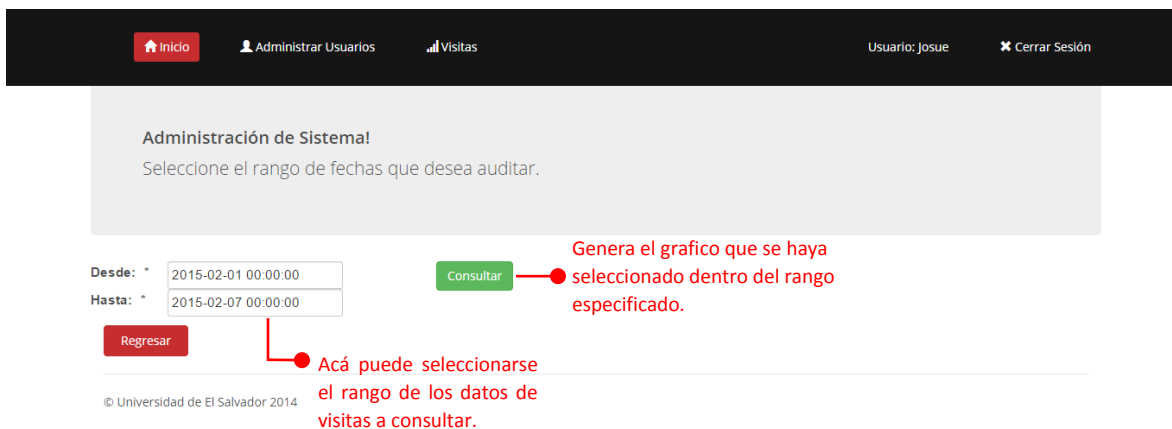 Inicio Administrar Usuarios Visitas Usuario: Josue Cerrar Sesión
Administración de Sistema!
Seleccione el rango de fechas que desea auditar.
Desde: * 2015-02-01 00:00:00
Hasta: * 2015-02-07 00:00:00
Consultar
Genera el grafico que se haya
seleccionado dentro del rango
especificado.
Regresar
Acá puede seleccionarse
el rango de los datos de
visitas a consultar.
© Universidad de El Salvador 2014